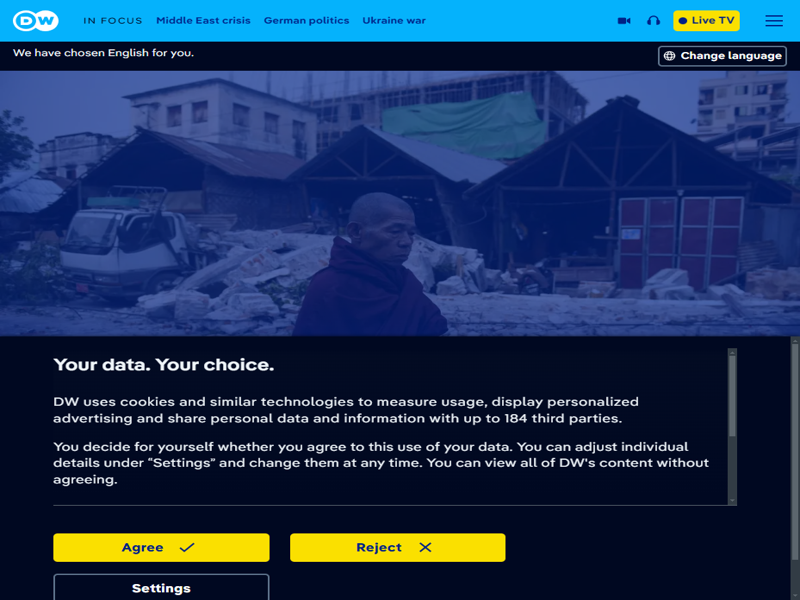 DW IN FOCUS Middle East crisis German politics Ukraine war Live TV
We have chosen English for you. Change language
Your data. Your choice.
DW uses cookies and similar technologies to measure usage, display personalized
advertising and share personal data and information with up to 184 third parties.
You decide for yourself whether you agree to this use of your data. You can adjust individual
details under "Settings" and change them at any time. You can view all of DW's content without
agreeing.
Agree Reject
Settings